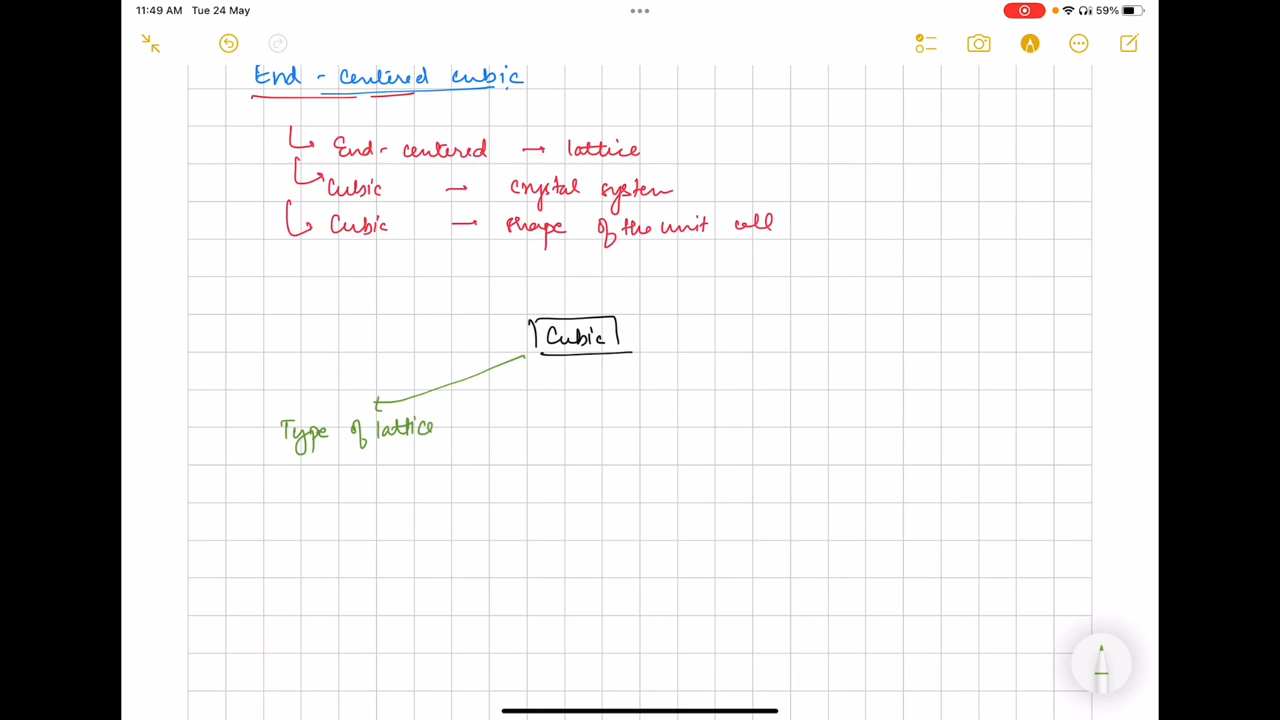 11:49 AM Tue 24 May
59%
End - centered cubic
End - centered → lattice
Cubic → crystal system
Cubic — shape of the unit cell
Cubic
Type of lattice